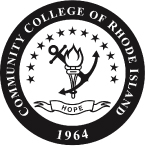 COMMUNITY COLLEGE OF RHODE ISLAND
HOPE
1964